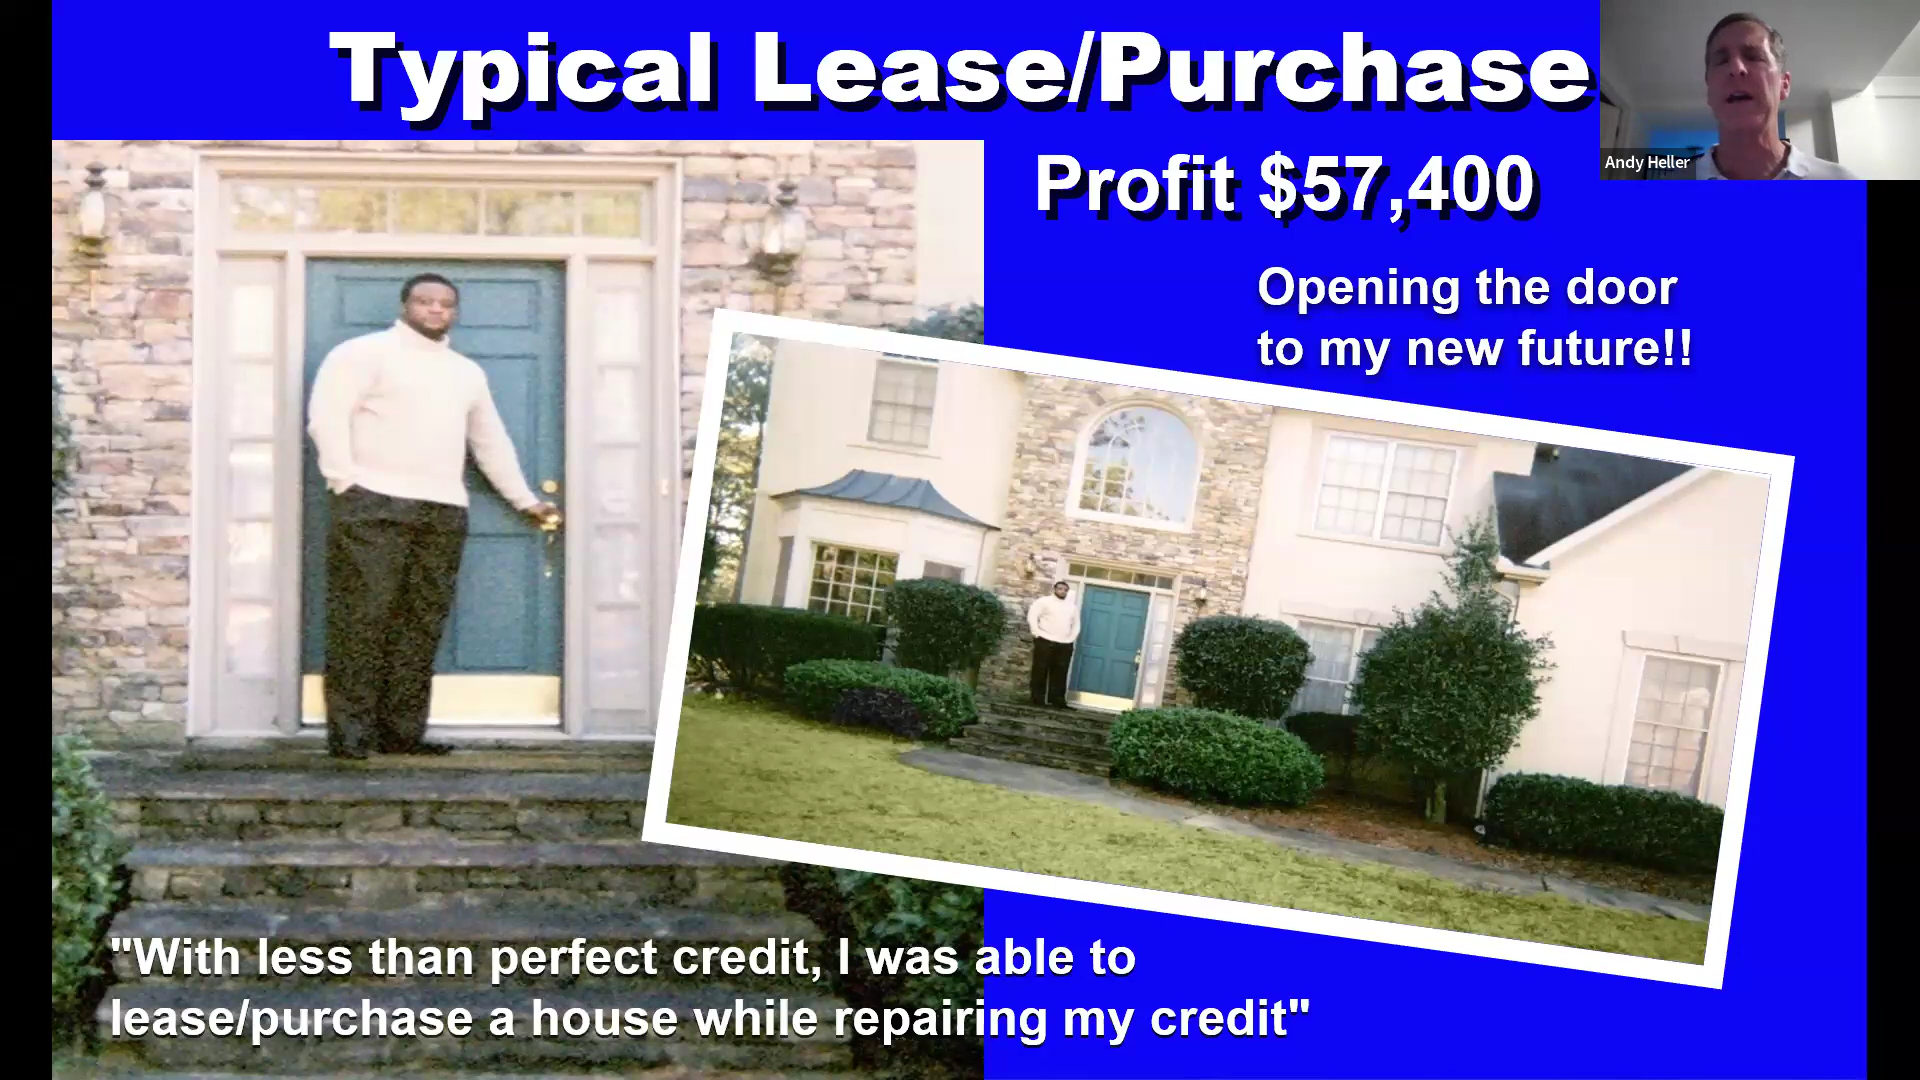 Typical Lease/Purchase
Andy Heller
Profit $57,400
Opening the door
to my new future!!
"With less than perfect credit, I was able to
lease/purchase a house while repairing my credit"